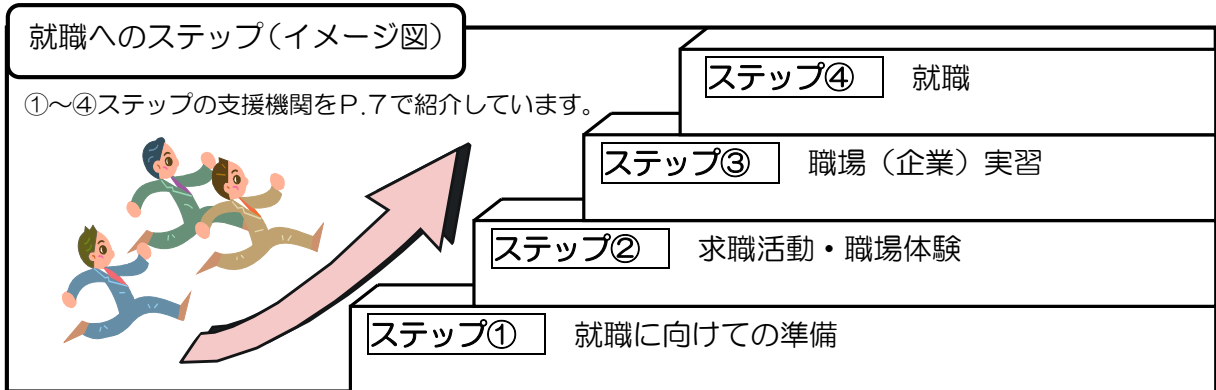 就職へのステップ（イメージ図）
①～④ステップの支援機関をP.７で紹介しています。
ステップ④　就職
ステップ③　職場（企業）実習
ステップ②　求職活動・職場体験
ステップ①　就職に向けての準備